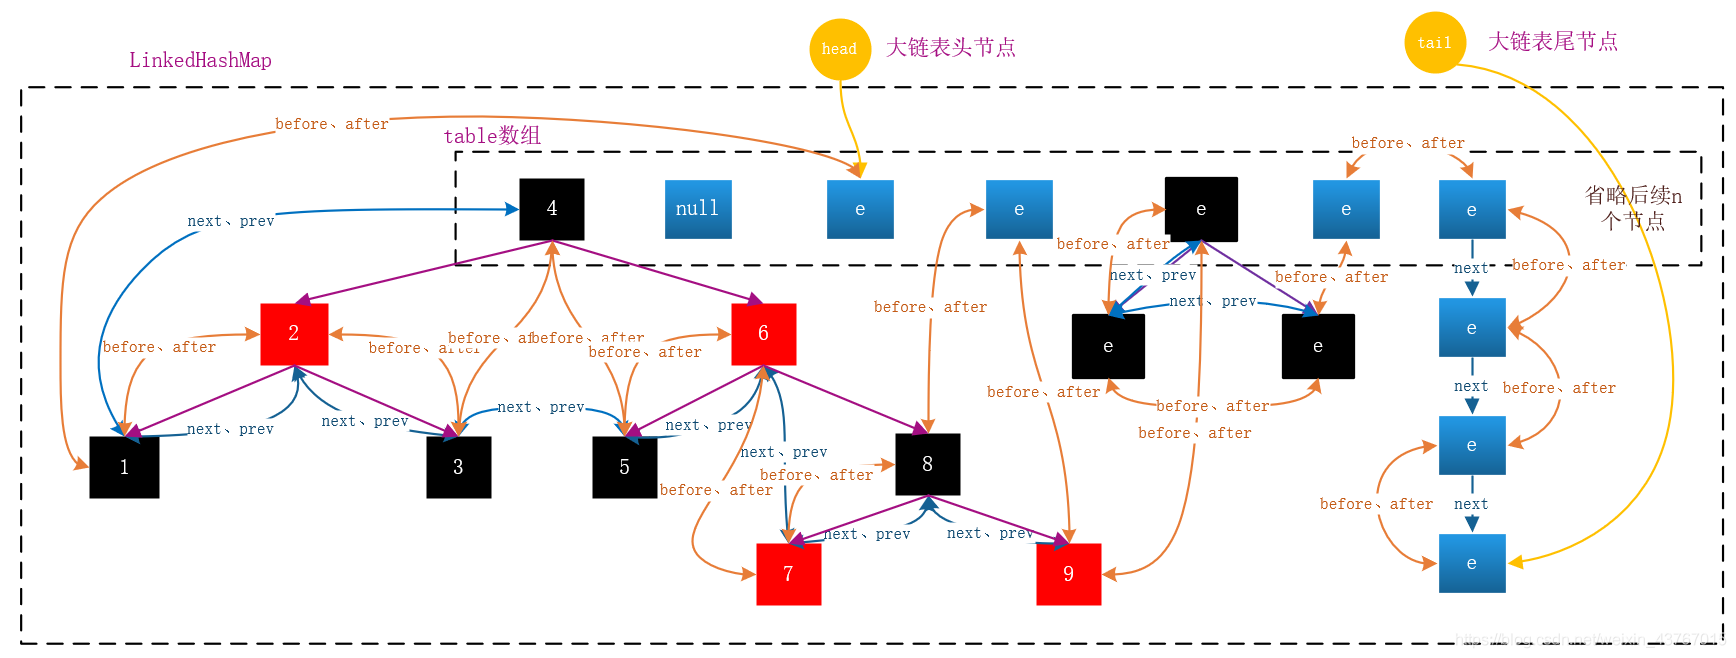 head
大链表头节点
tail
大链表尾节点
LinkedHashMap
before、after
table数组
before、after
4
null
e
e
e
e
e
省略后续n
个节点
next、prev
before、after
before、after
next、prev
before、after
next
next、prev
2
6
before、after
before、after
before、after
before、after
before、after
before、after
e
e
e
next
before、after
before、after
before、after
next、prev
next、prev
next、prev
next、prev
before、after
before、after
1
3
5
8
e
next、prev
before、after
before、after
before、after
next
next、prev
next、prev
7
9
e